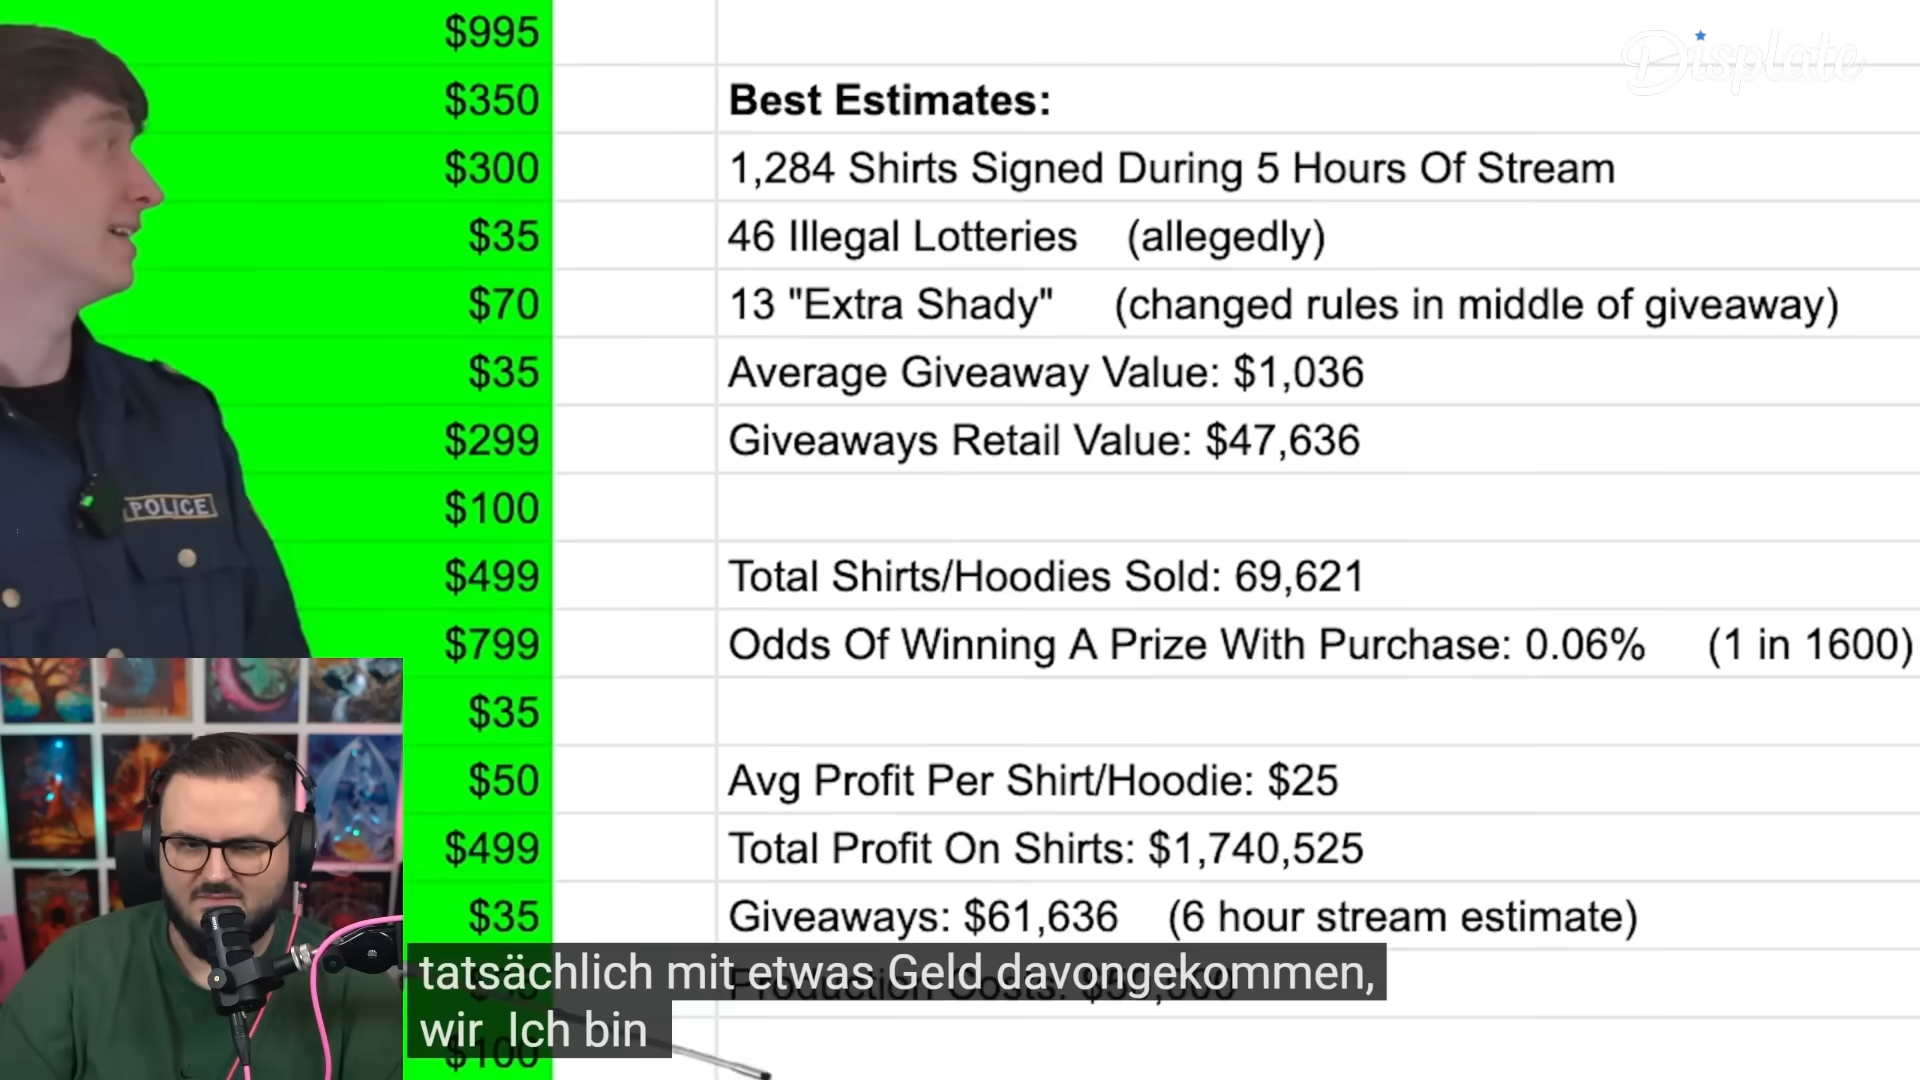 Displate
$995
$350 Best Estimates:
$300 1,284 Shirts Signed During 5 Hours Of Stream
$35 46 Illegal Lotteries (allegedly)
$70 13 "Extra Shady" (changed rules in middle of giveaway)
$35 Average Giveaway Value: $1,036
$299 Giveaways Retail Value: $47,636
$100
POLICE
$499 Total Shirts/Hoodies Sold: 69,621
$799 Odds Of Winning A Prize With Purchase: 0.06% (1 in 1600)
$35
$50 Avg Profit Per Shirt/Hoodie: $25
$499 Total Profit On Shirts: $1,740,525
$35 Giveaways: $61,636 (6 hour stream estimate)
Production Costs:
tatsächlich mit etwas Geld davongekommen,
wir Ich bin
$100